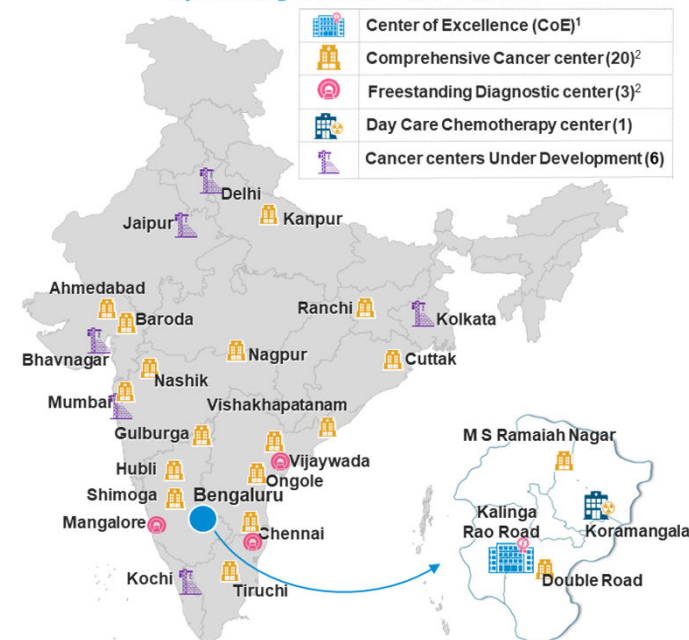 Center of Excellence (CoE)1
Comprehensive Cancer center (20)2
Freestanding Diagnostic center (3)2
Day Care Chemotherapy center (1)
Cancer centers Under Development (6)
Delhi
Jaipur
Kanpur
Ahmedabad
Baroda
Ranchi
Kolkata
Bhavnagar
Nagpur
Cuttak
Nashik
Mumbai
Vishakhapatanam
Gulburga
Vijaywada
Hubli
Ongole
Shimoga
Bengaluru
Mangalore
Chennai
Kochi
Tiruchi
M S Ramaiah Nagar
Kalinga
Rao Road
Koramangala
Double Road